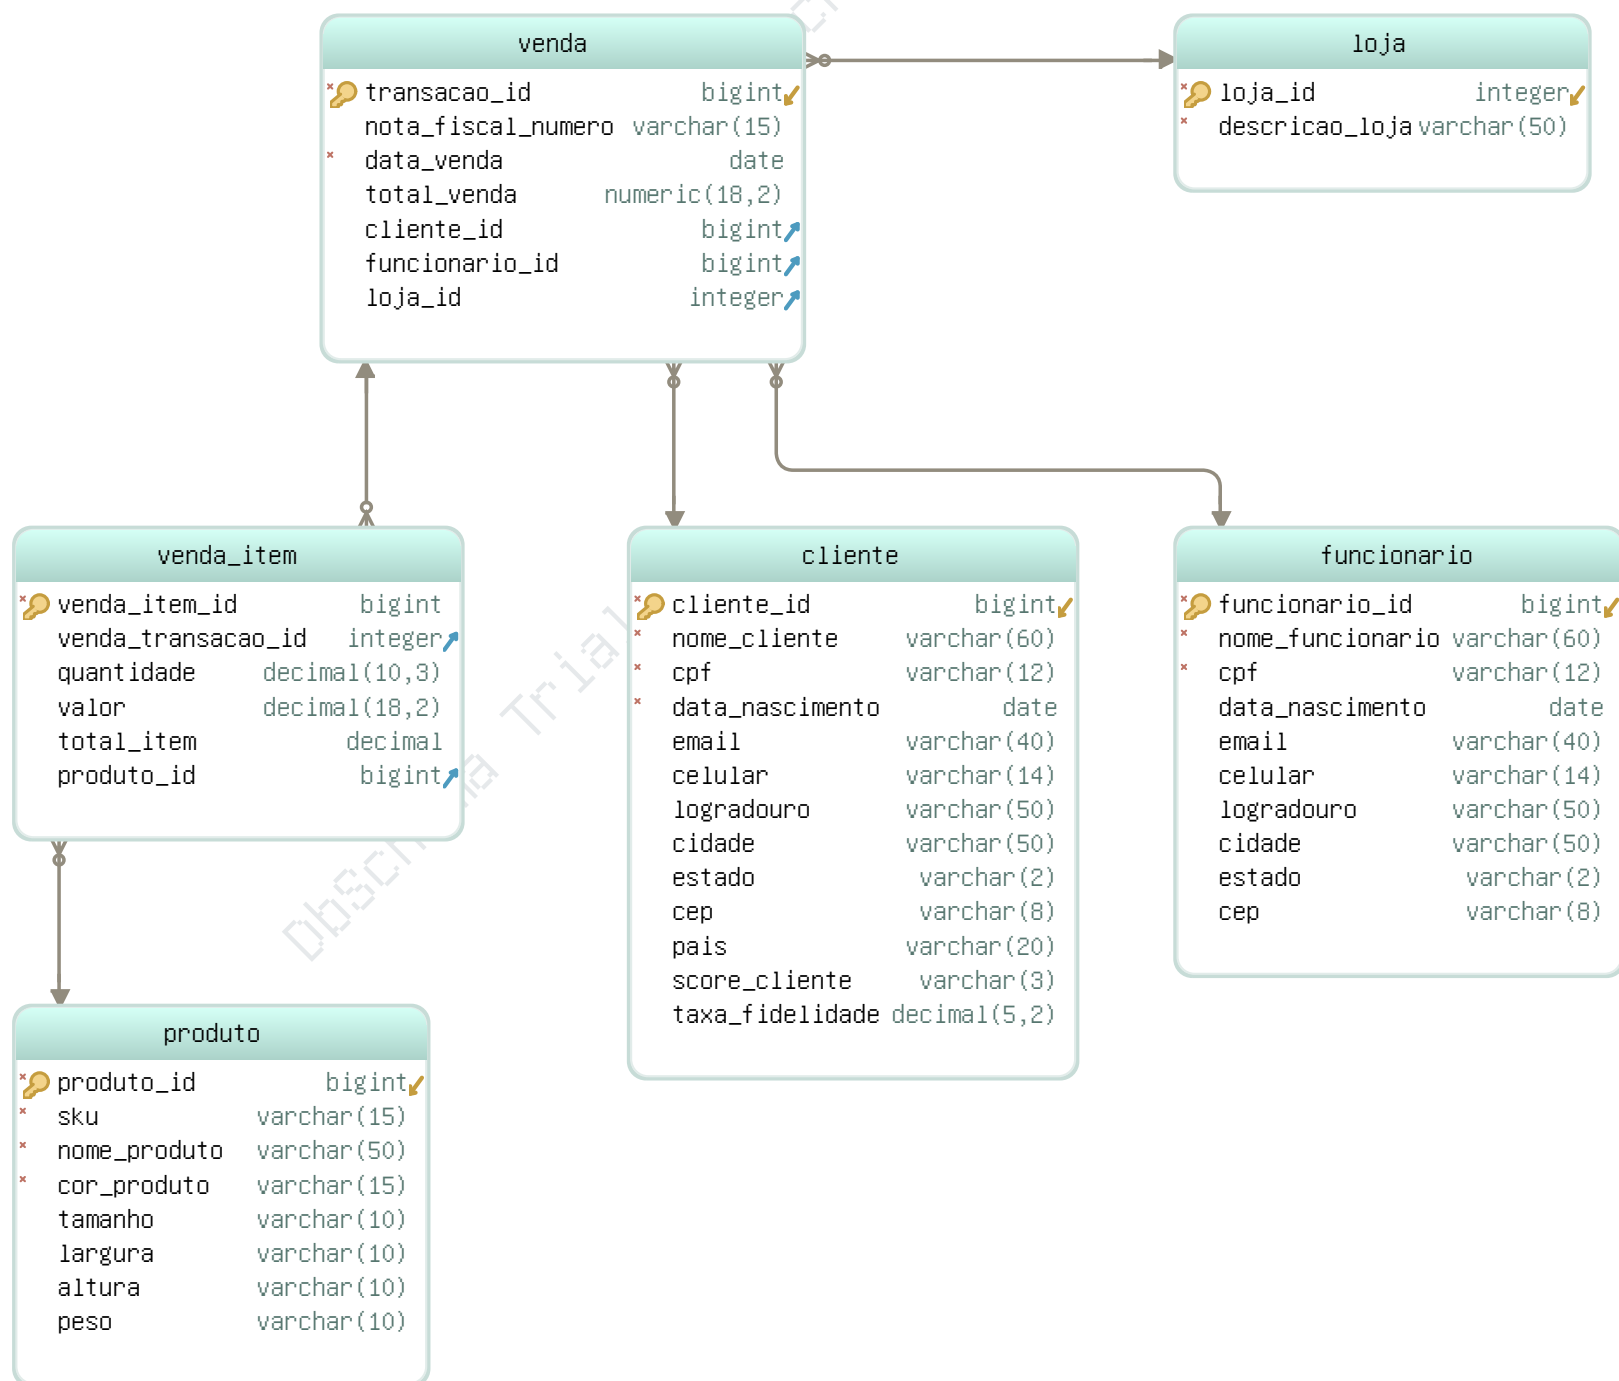 venda
transacao_id bigint
nota_fiscal_numero varchar(15)
data_venda date
total_venda numeric(18,2)
cliente_id bigint
funcionario_id bigint
loja_id integer
loja
loja_id integer
descricao_loja varchar(50)
venda_item
venda_item_id bigint
venda_transacao_id integer
quantidade decimal(10,3)
valor decimal(18,2)
total_item decimal
produto_id bigint
cliente
cliente_id bigint
nome_cliente varchar(60)
cpf varchar(12)
data_nascimento date
email varchar(40)
celular varchar(14)
logradouro varchar(50)
cidade varchar(50)
estado varchar(2)
cep varchar(8)
pais varchar(20)
score_cliente varchar(3)
taxa_fidelidade decimal(5,2)
funcionario
funcionario_id bigint
nome_funcionario varchar(60)
cpf varchar(12)
data_nascimento date
email varchar(40)
celular varchar(14)
logradouro varchar(50)
cidade varchar(50)
estado varchar(2)
cep varchar(8)
produto
produto_id bigint
sku varchar(15)
nome_produto varchar(50)
cor_produto varchar(15)
tamanho varchar(10)
largura varchar(10)
altura varchar(10)
peso varchar(10)
Trial